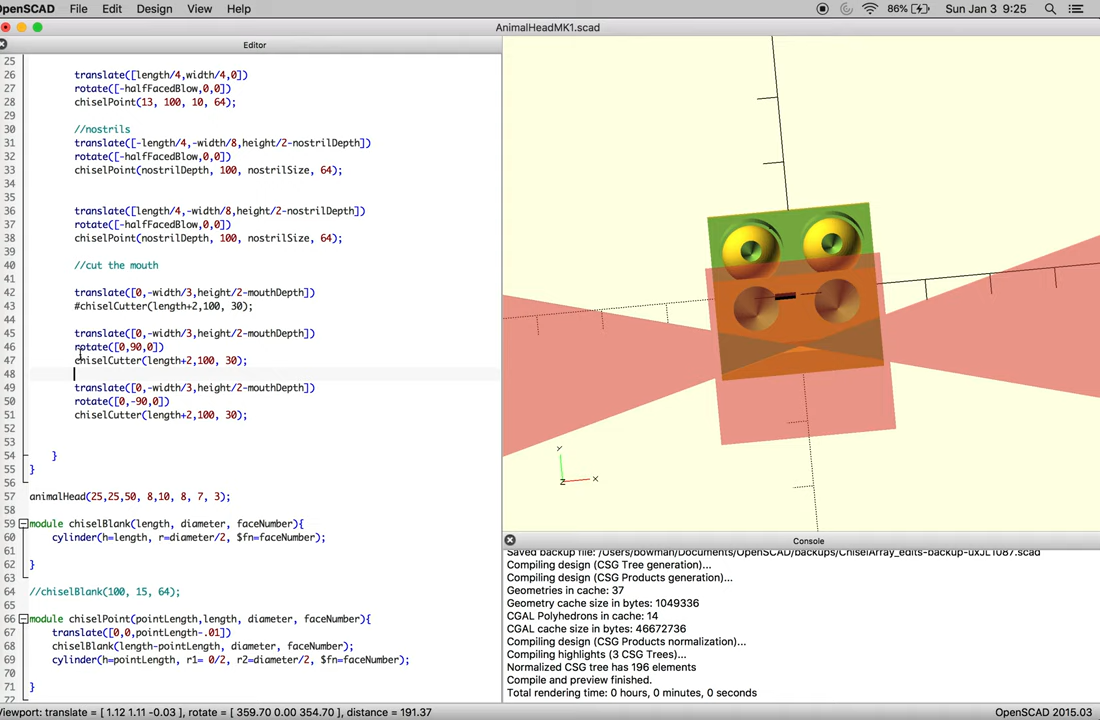 OpenSCAD File Edit Design View Help 86% Sun Jan 3 9:25
AnimalHeadMK1.scad
Editor
25
26 translate([length/4,width/4,0])
27 rotate([-halfFacedBlow,0,0])
28 chiselPoint(13, 100, 10, 64);
29
30 //nostrils
31 translate([-length/4,-width/8,height/2-nostrilDepth])
32 rotate([-halfFacedBlow,0,0])
33 chiselPoint(nostrilDepth, 100, nostrilSize, 64);
34
35
36 translate([length/4,-width/8,height/2-nostrilDepth])
37 rotate([-halfFacedBlow,0,0])
38 chiselPoint(nostrilDepth, 100, nostrilSize, 64);
39
40 //cut the mouth
41
42 translate([0,-width/3,height/2-mouthDepth])
43 #chiselCutter(length+2,100, 30);
44
45 translate([0,-width/3,height/2-mouthDepth])
46 rotate([0,90,0])
47 chiselCutter(length+2,100, 30);
48
49 translate([0,-width/3,height/2-mouthDepth])
50 rotate([0,-90,0])
51 chiselCutter(length+2,100, 30);
52
53
54 }
55 }
56
57 animalHead(25,25,50, 8,10, 8, 7, 3);
58
59 module chiselBlank(length, diameter, faceNumber){
60 cylinder(h=length, r=diameter/2, $fn=faceNumber);
61
62 }
63
64 //chiselBlank(100, 15, 64);
65
66 module chiselPoint(pointLength,length, diameter, faceNumber){
67 translate([0,0,pointLength-.01])
68 chiselBlank(length-pointLength, diameter, faceNumber);
69 cylinder(h=pointLength, r1= 0/2, r2=diameter/2, $fn=faceNumber);
70
71 }
72
Y
Z X
Console
Saved backup file: /Users/bowman/Documents/OpenSCAD/backups/ChiselArray_edits-backup-uxJL1087.scad
Compiling design (CSG Tree generation)...
Compiling design (CSG Products generation)...
Geometries in cache: 37
Geometry cache size in bytes: 1049336
CGAL Polyhedrons in cache: 14
CGAL cache size in bytes: 46672736
Compiling design (CSG Products normalization)...
Compiling highlights (3 CSG Trees)...
Normalized CSG tree has 196 elements
Compile and preview finished.
Total rendering time: 0 hours, 0 minutes, 0 seconds
Viewport: translate = [ 1.12 1.11 -0.03 ], rotate = [ 359.70 0.00 354.70 ], distance = 191.37 OpenSCAD 2015.03